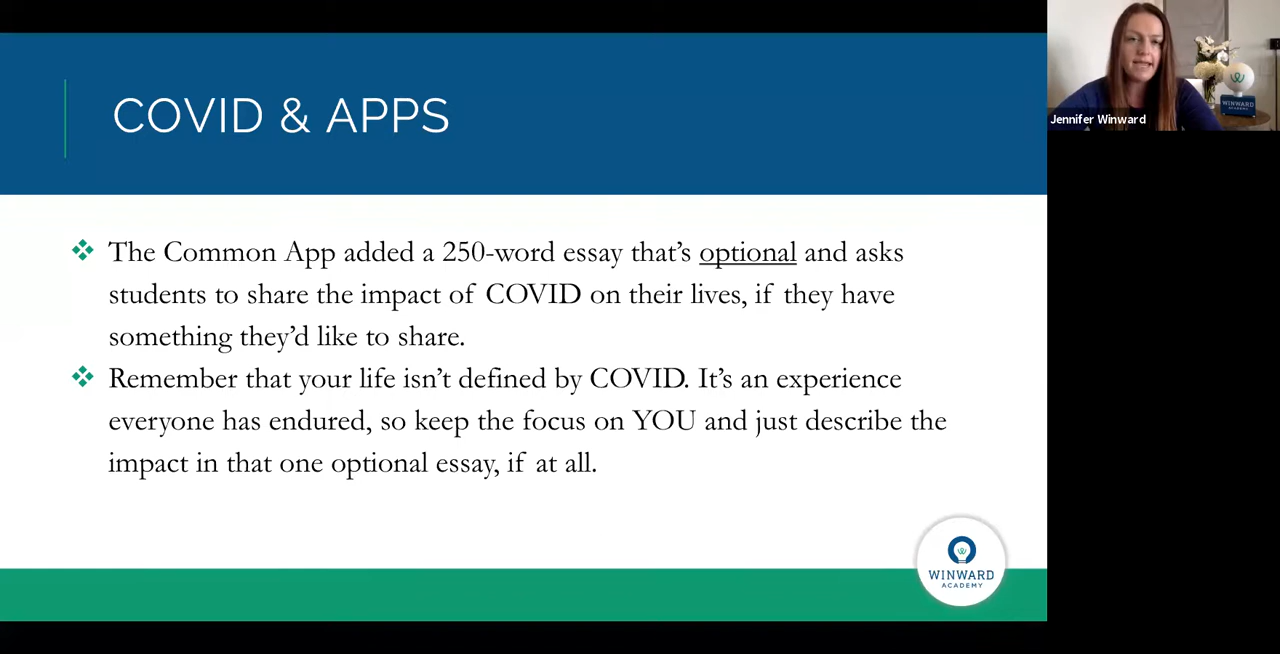 COVID & APPS
The Common App added a 250-word essay that's optional and asks
students to share the impact of COVID on their lives, if they have
something they'd like to share.
Remember that your life isn't defined by COVID. It's an experience
everyone has endured, so keep the focus on YOU and just describe the
impact in that one optional essay, if at all.
WINWARD
ACADEMY
WINWARD
ACADEMY
Jennifer Winward